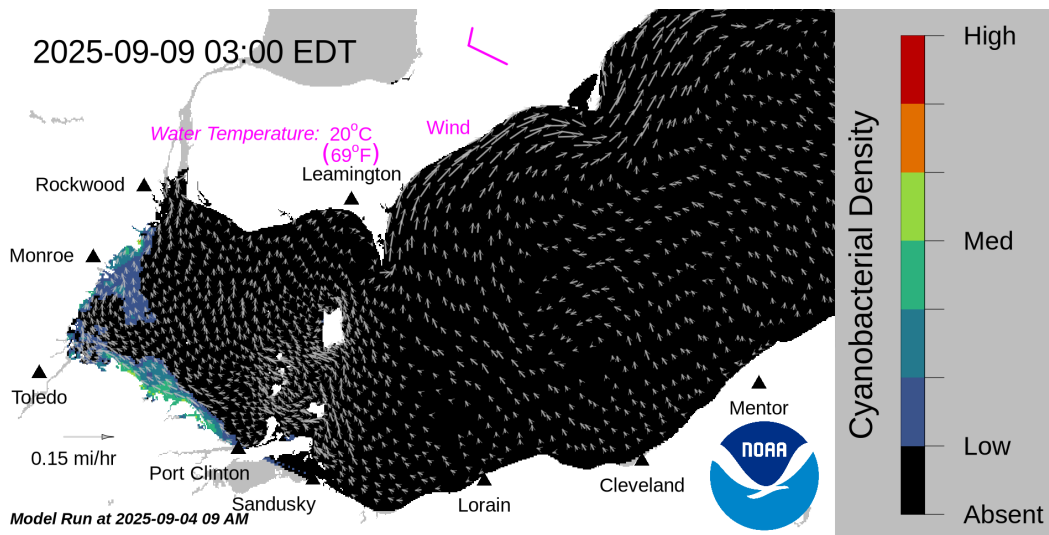 2025-09-09 03:00 EDT
Water Temperature: 20°C
(69°F)
Wind
Leamington
Rockwood
Monroe
Toledo
0.15 mi/hr
Port Clinton
Sandusky
Lorain
Cleveland
Mentor
NOAA
Model Run at 2025-09-04 09 AM
Cyanobacterial Density
High
Med
Low
Absent